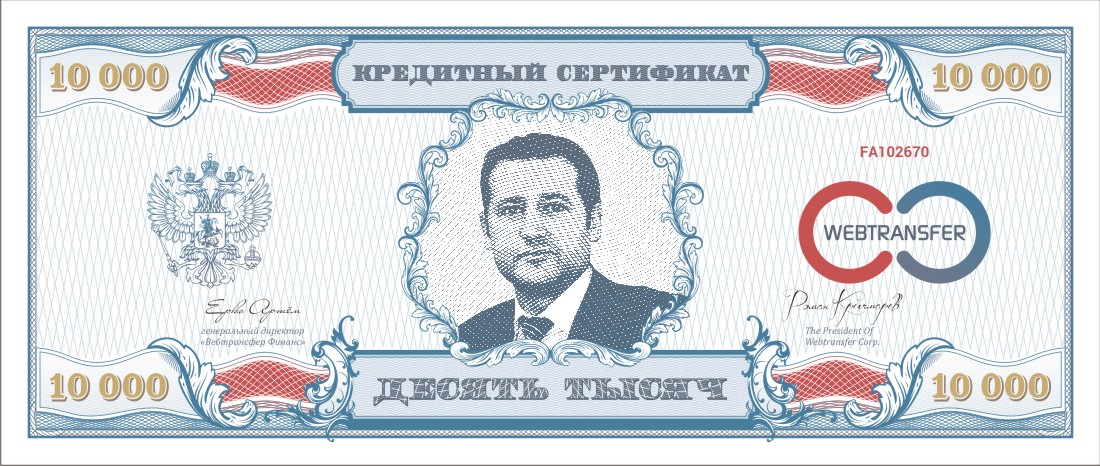 10 000
КРЕДИТНЫЙ СЕРТИФИКАТ
10 000
FA102670
WEBTRANSFER
генеральный директор
«Вебтрансфер Финанс»
The President Of
Webtransfer Corp.
10 000
ДЕСЯТЬ ТЫСЯЧ
10 000